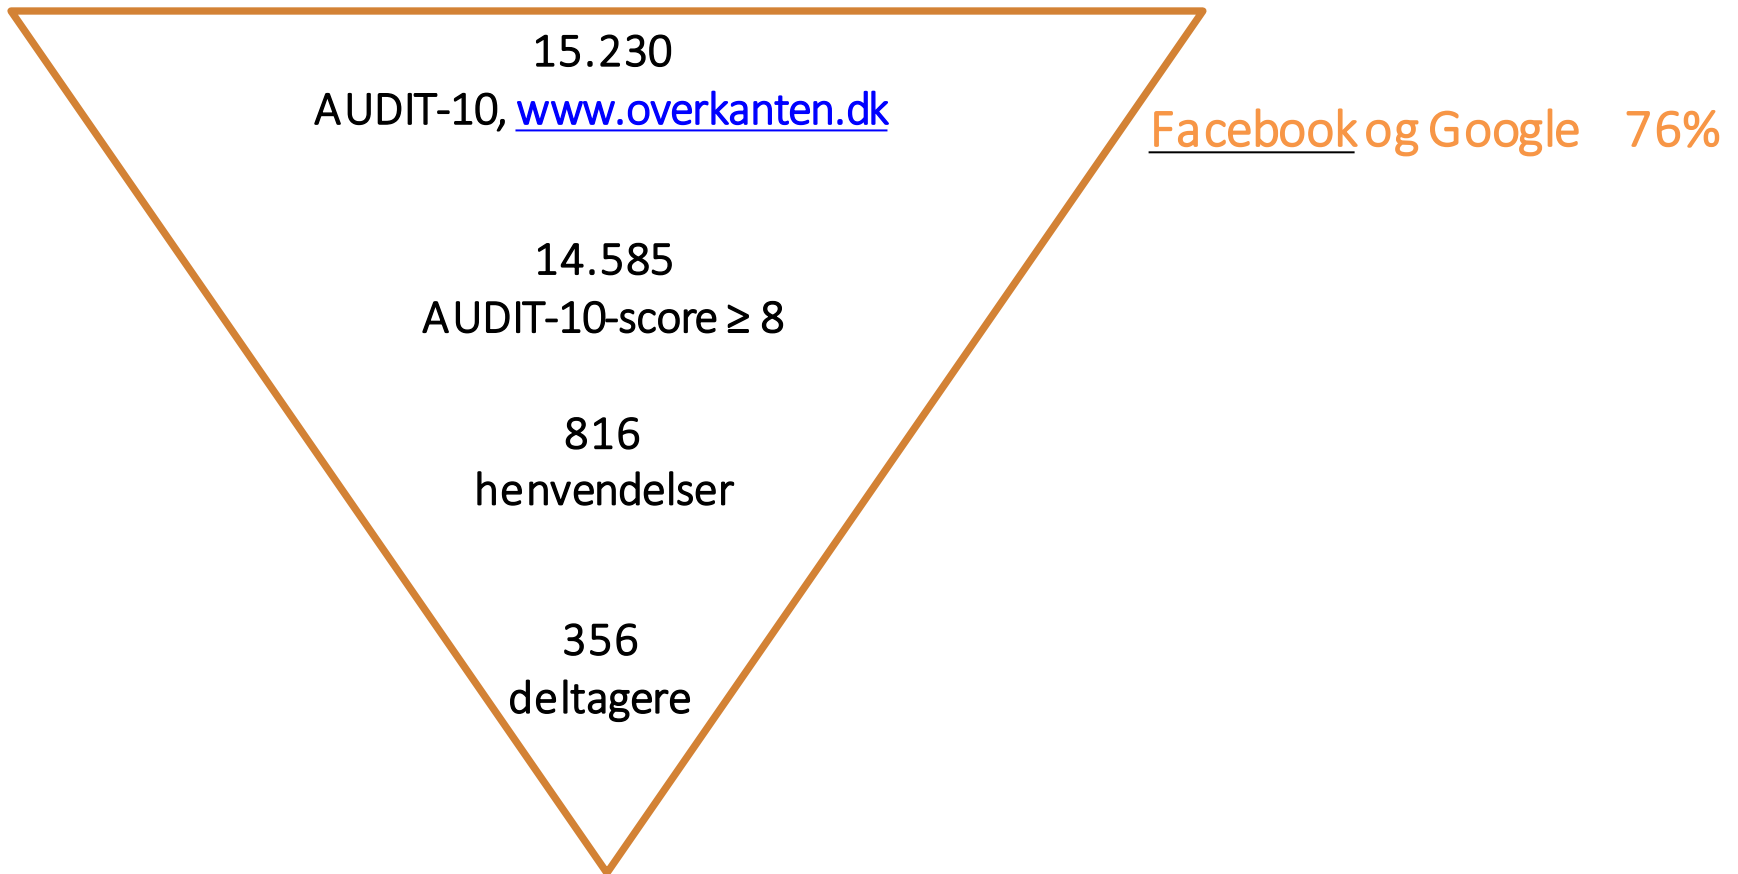 15.230
AUDIT-10, www.overkanten.dk
Facebook og Google 76%
14.585
AUDIT-10-score ≥ 8
816
henvendelser
356
deltagere